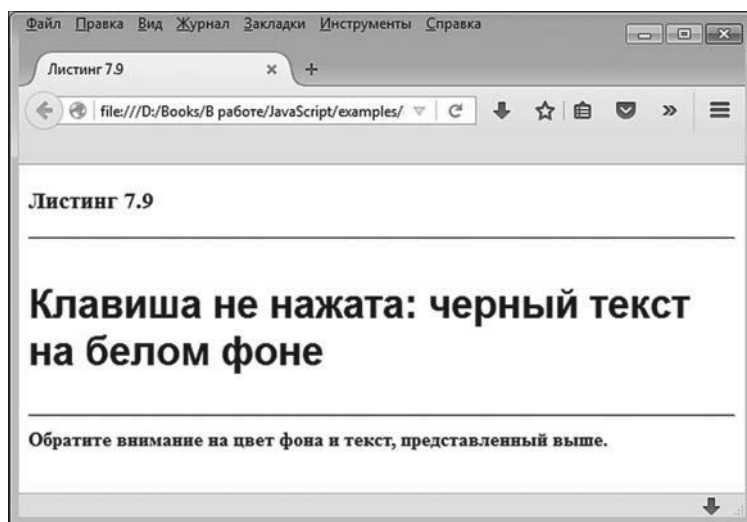 Файл Правка Вид Журнал Закладки Инструменты Справка
Листинг 7.9
file:///D:/Books/В работе/JavaScript/examples/
Листинг 7.9
Клавиша не нажата: черный текст
на белом фоне
Обратите внимание на цвет фона и текст, представленный выше.